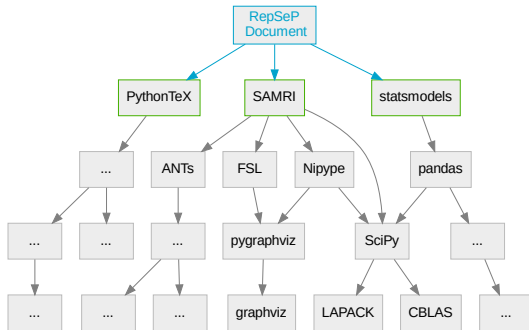 RepSeP
Document
PythonTeX
SAMRI
statsmodels
...
ANTs
FSL
Nipype
pandas
...
...
...
pygraphviz
SciPy
...
...
...
...
graphviz
LAPACK
CBLAS
...